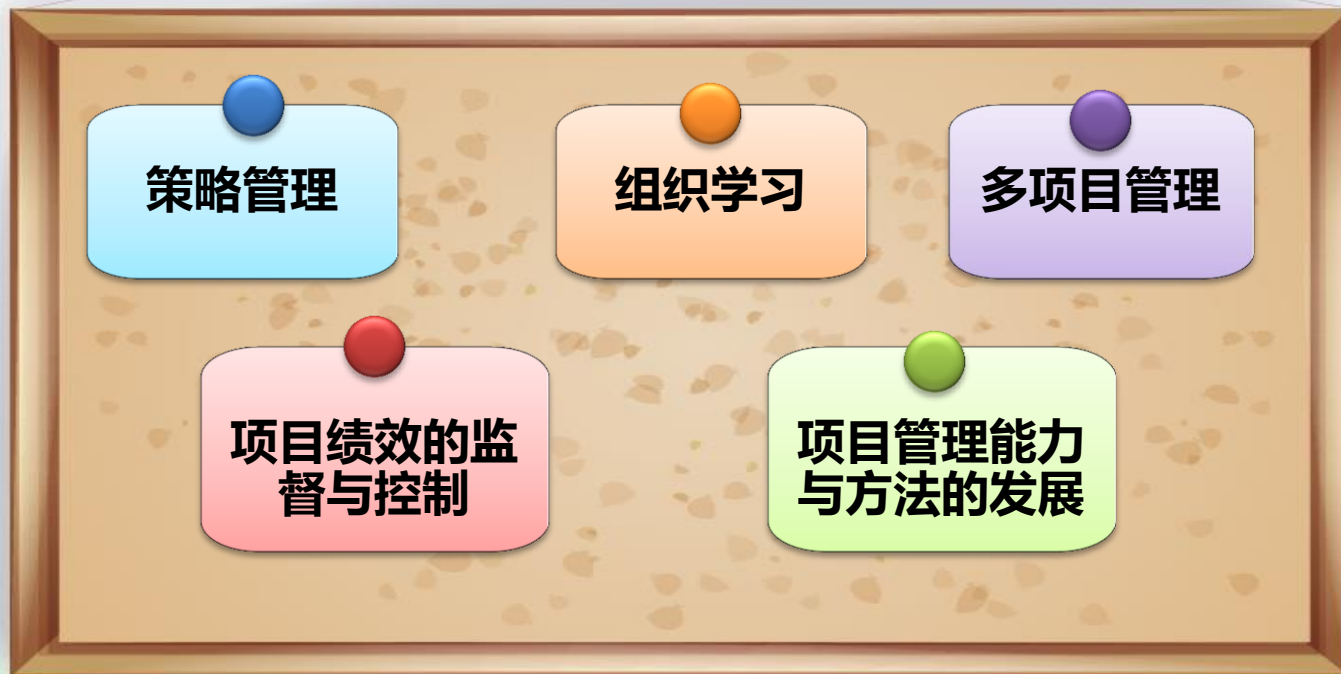 策略管理
组织学习
多项目管理
项目绩效的监
督与控制
项目管理能力
与方法的发展